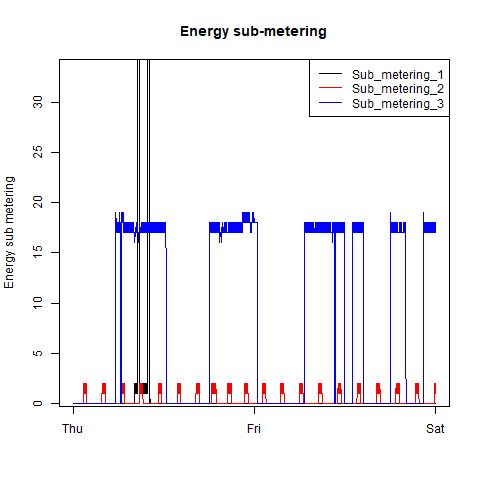 Energy sub-metering
Sub_metering_1
Sub_metering_2
Sub_metering_3
Energy sub metering
30
25
20
15
10
5
0
Thu Fri Sat